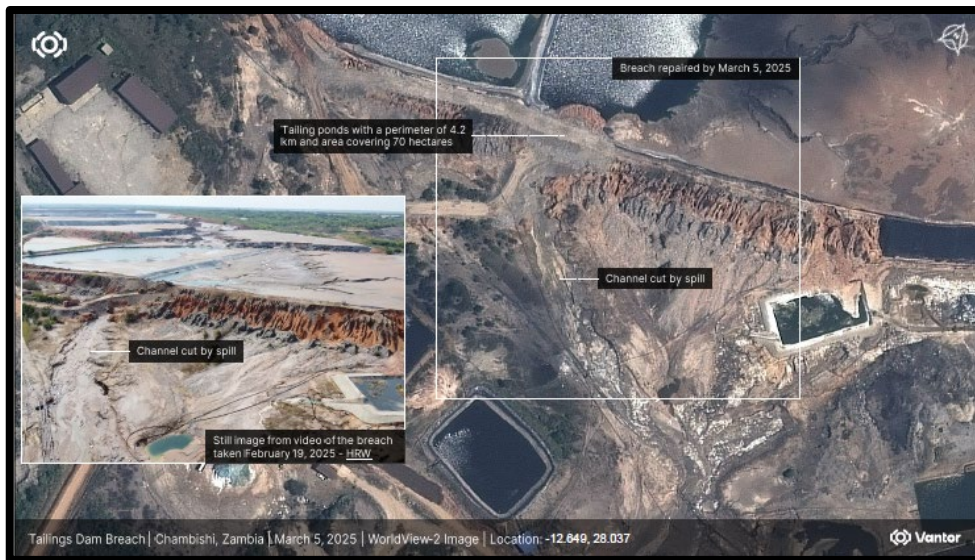 Breach repaired by March 5, 2025
Tailing ponds with a perimeter of 4.2
km and area covering 70 hectares
Channel cut by spill
Channel cut by spill
Still image from video of the breach
taken February 19, 2025 - HRW
Tailings Dam Breach | Chambishi, Zambia | March 5, 2025 | WorldView-2 Image | Location: -12.649, 28.037
Vantor